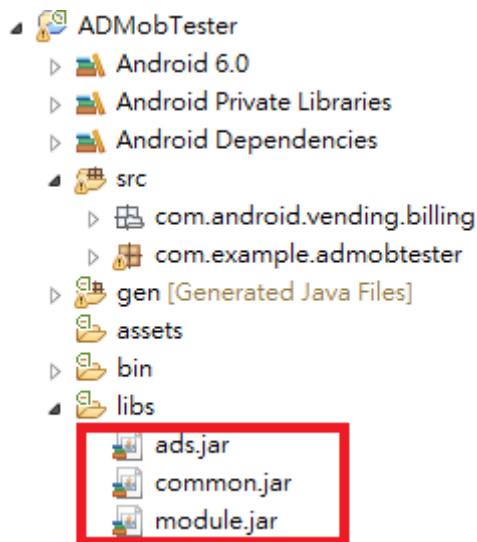 ADMobTester
Android 6.0
Android Private Libraries
Android Dependencies
src
com.android.vending.billing
com.example.admobtester
gen [Generated Java Files]
assets
bin
libs
ads.jar
common.jar
module.jar